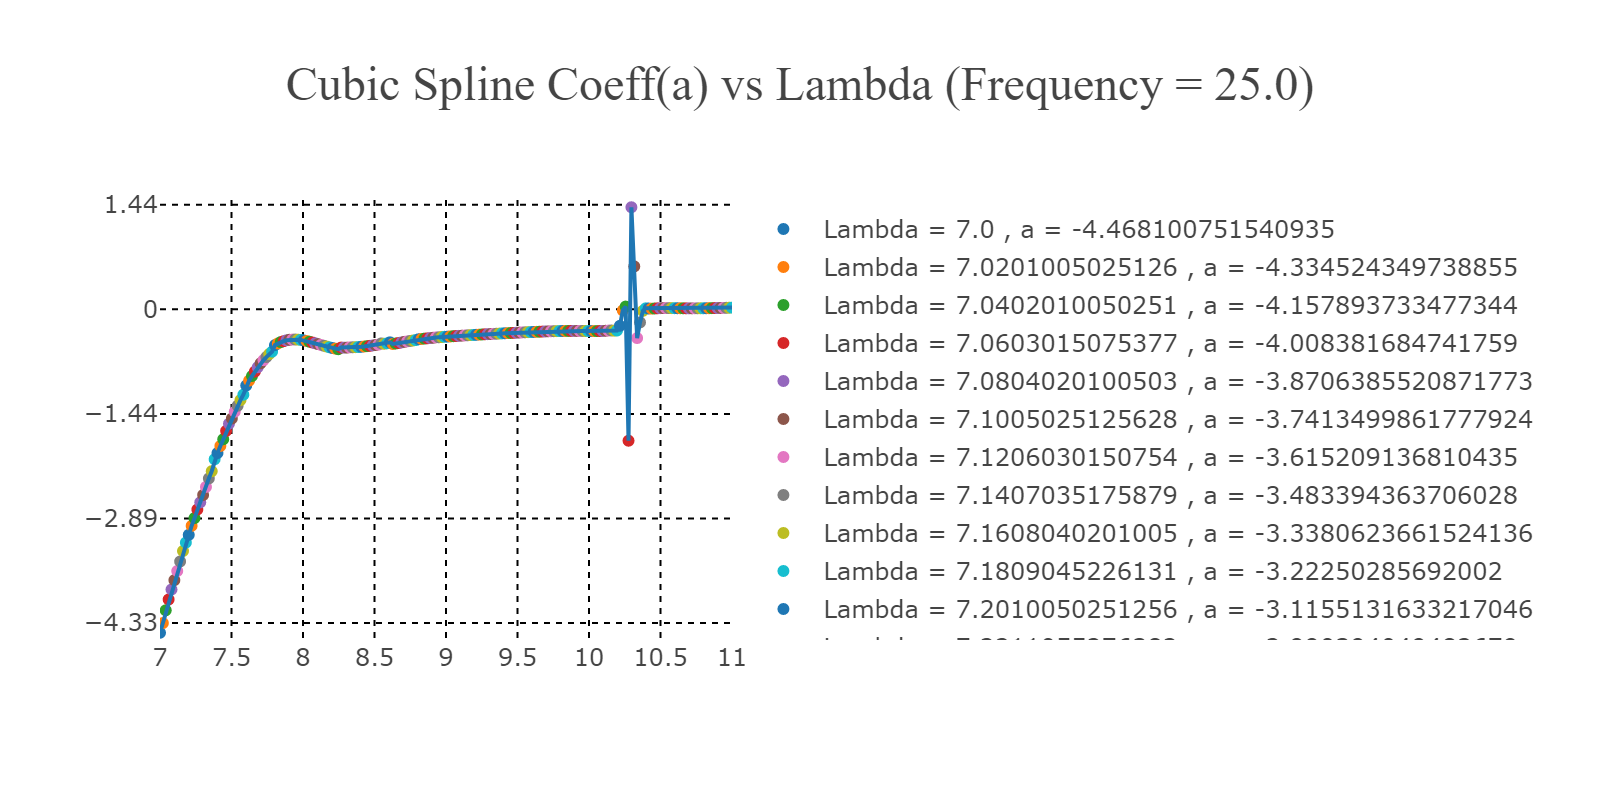 Cubic Spline Coeff(a) vs Lambda (Frequency = 25.0)
1.44
0
−1.44
−2.89
−4.33
7 7.5 8 8.5 9 9.5 10 10.5 11
Lambda = 7.0 , a = -4.468100751540935
Lambda = 7.0201005025126 , a = -4.334524349738855
Lambda = 7.0402010050251 , a = -4.157893733477344
Lambda = 7.0603015075377 , a = -4.008381684741759
Lambda = 7.0804020100503 , a = -3.8706385520871773
Lambda = 7.1005025125628 , a = -3.7413499861777924
Lambda = 7.1206030150754 , a = -3.615209136810435
Lambda = 7.1407035175879 , a = -3.483394363706028
Lambda = 7.1608040201005 , a = -3.3380623661524136
Lambda = 7.1809045226131 , a = -3.22250285692002
Lambda = 7.2010050251256 , a = -3.1155131633217046